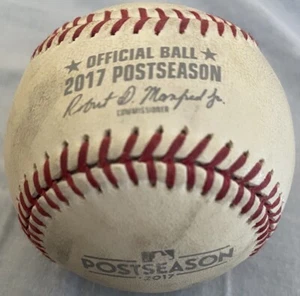 ★ OFFICIAL BALL ★
2017 POSTSEASON
Robert D. Manfred Jr.
COMMISSIONER
POSTSEASON
2017